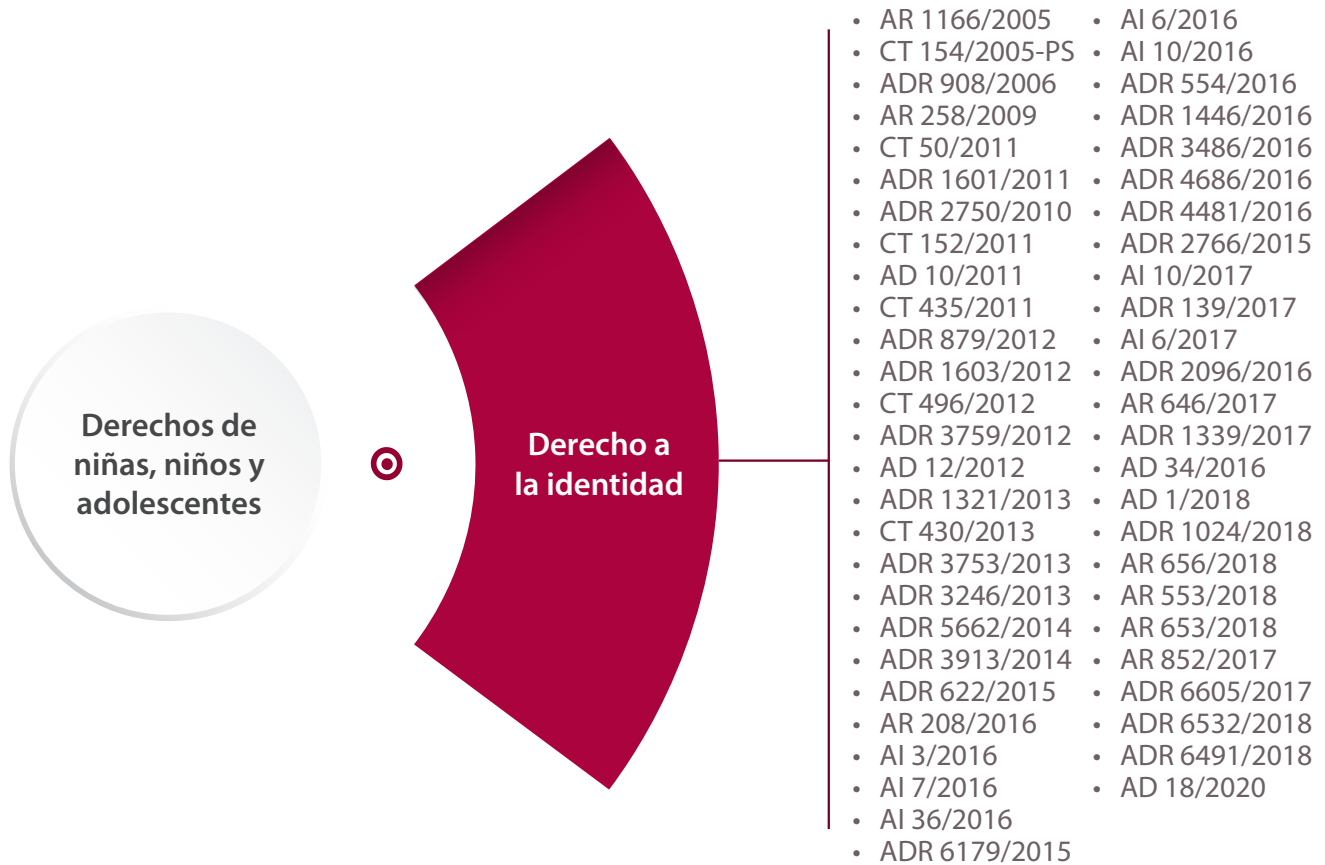 Derechos de
niñas, niños y
adolescentes
Derecho a
la identidad
• AR 1166/2005
• CT 154/2005-PS
• ADR 908/2006
• AR 258/2009
• CT 50/2011
• ADR 1601/2011
• ADR 2750/2010
• CT 152/2011
• AD 10/2011
• CT 435/2011
• ADR 879/2012
• ADR 1603/2012
• CT 496/2012
• ADR 3759/2012
• AD 12/2012
• ADR 1321/2013
• CT 430/2013
• ADR 3753/2013
• ADR 3246/2013
• ADR 5662/2014
• ADR 3913/2014
• ADR 622/2015
• AR 208/2016
• AI 3/2016
• AI 7/2016
• AI 36/2016
• ADR 6179/2015
• AI 6/2016
• AI 10/2016
• ADR 554/2016
• ADR 1446/2016
• ADR 3486/2016
• ADR 4686/2016
• ADR 4481/2016
• ADR 2766/2015
• AI 10/2017
• ADR 139/2017
• AI 6/2017
• ADR 2096/2016
• AR 646/2017
• ADR 1339/2017
• AD 34/2016
• AD 1/2018
• ADR 1024/2018
• AR 656/2018
• AR 553/2018
• AR 653/2018
• AR 852/2017
• ADR 6605/2017
• ADR 6532/2018
• ADR 6491/2018
• AD 18/2020